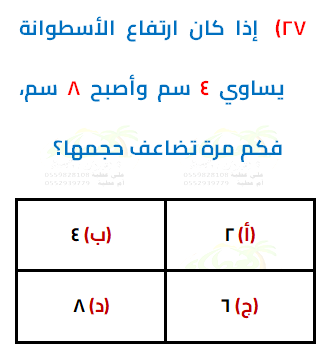 ٢٧) إذا كان ارتفاع الأسطوانة
يساوي ٤ سم وأصبح ٨ سم،
فكم مرة تضاعف حجمها؟
(أ) ٢
(ب) ٤
(ج) ٦
(د) ٨